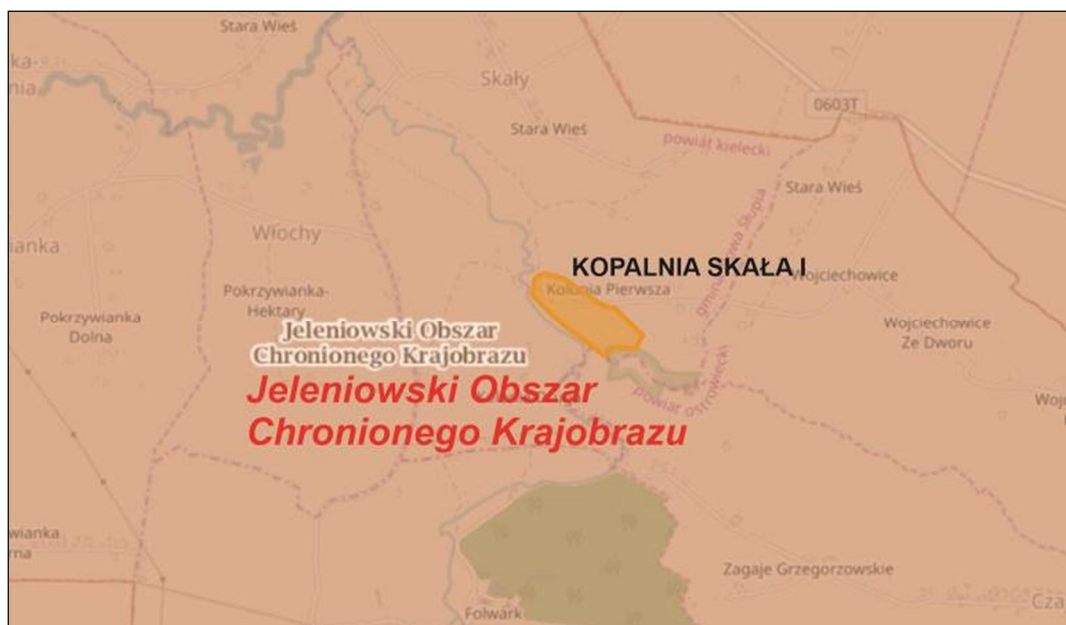 Stara Wieś
Skały
0603T
Stara Wieś
powiat kielecki
Stara Wieś
Włochy
gmina Nowa Słupia
KOPALNIA SKAŁA I
Wojciechowice
Kolonia Pierwsza
Pokrzywianka-
Hektary
Pokrzywianka
Dolna
Jeleniowski Obszar
Chronionego Krajobrazu
Wojciechowice
Ze Dworu
Jeleniowski Obszar
Chronionego Krajobrazu
powiat ostrowiecki
Zagaje Grzegorzowskie
Folwark